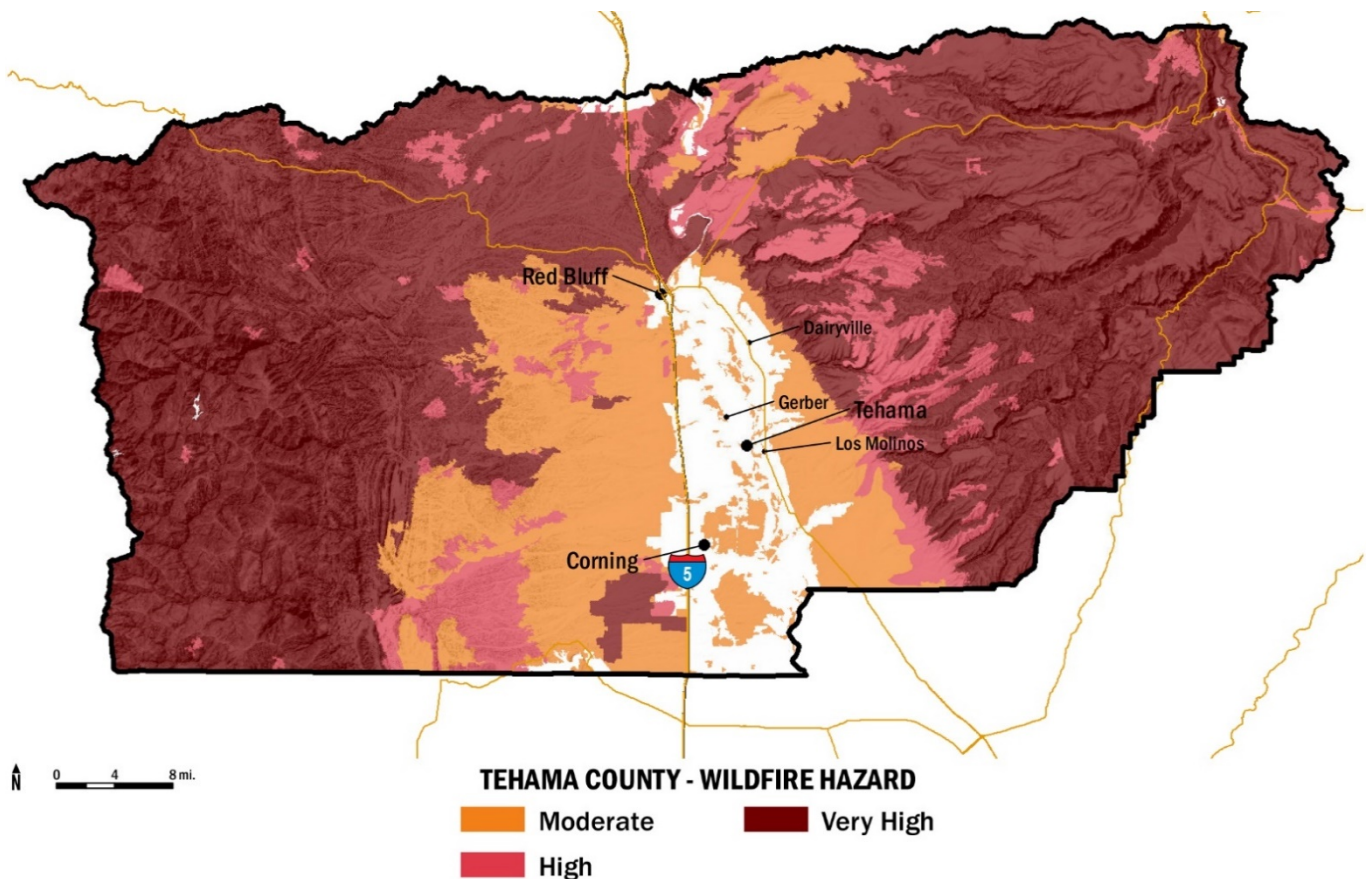 Red Bluff
Dairyville
Gerber
Tehama
Los Molinos
Corning
5
N
0 4 8 mi.
TEHAMA COUNTY - WILDFIRE HAZARD
Moderate
Very High
High